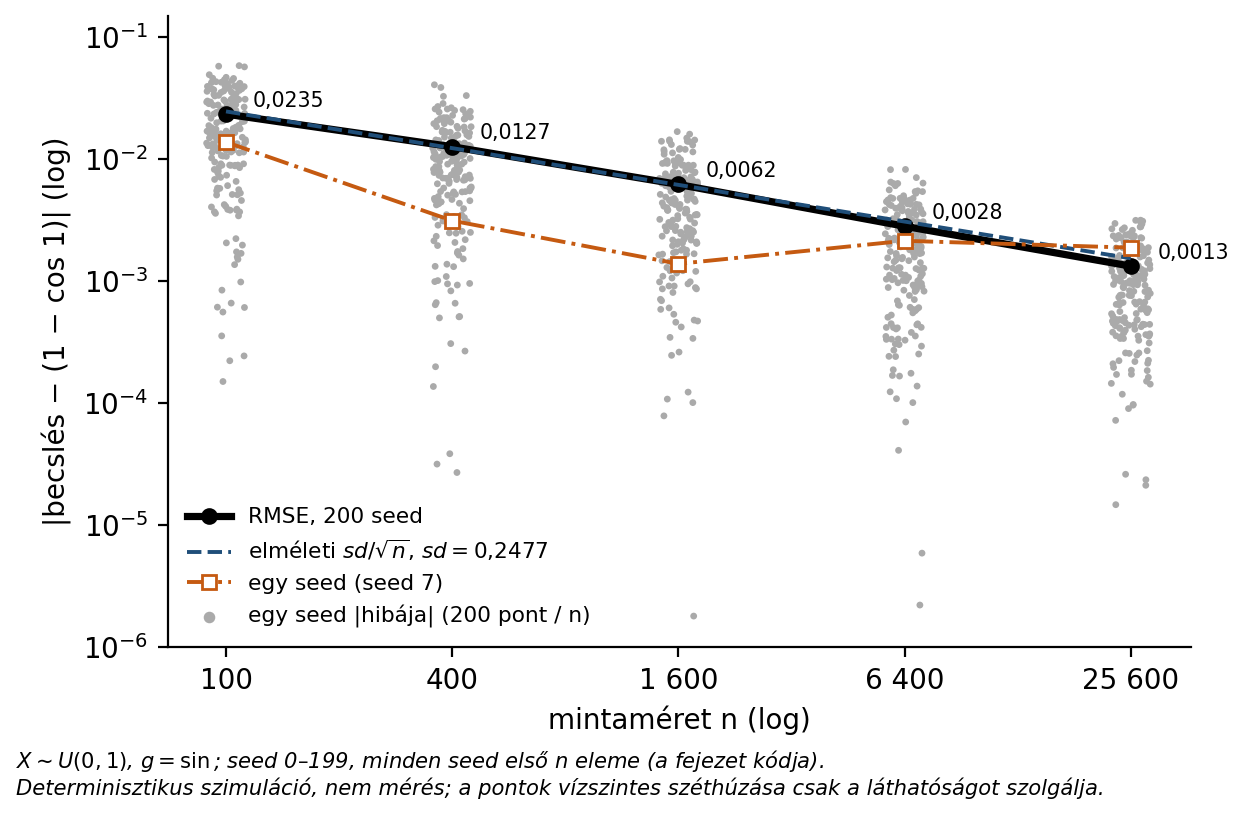 |becslés − (1 − cos 1)| (log)
10⁻¹
10⁻²
10⁻³
10⁻⁴
10⁻⁵
10⁻⁶
0,0235
0,0127
0,0062
0,0028
0,0013
RMSE, 200 seed
elméleti sd/√n, sd = 0,2477
egy seed (seed 7)
egy seed |hibája| (200 pont / n)
100 400 1 600 6 400 25 600
mintaméret n (log)
X ~ U(0, 1), g = sin ; seed 0–199, minden seed első n eleme (a fejezet kódja).
Determinisztikus szimuláció, nem mérés; a pontok vízszintes széthúzása csak a láthatóságot szolgálja.